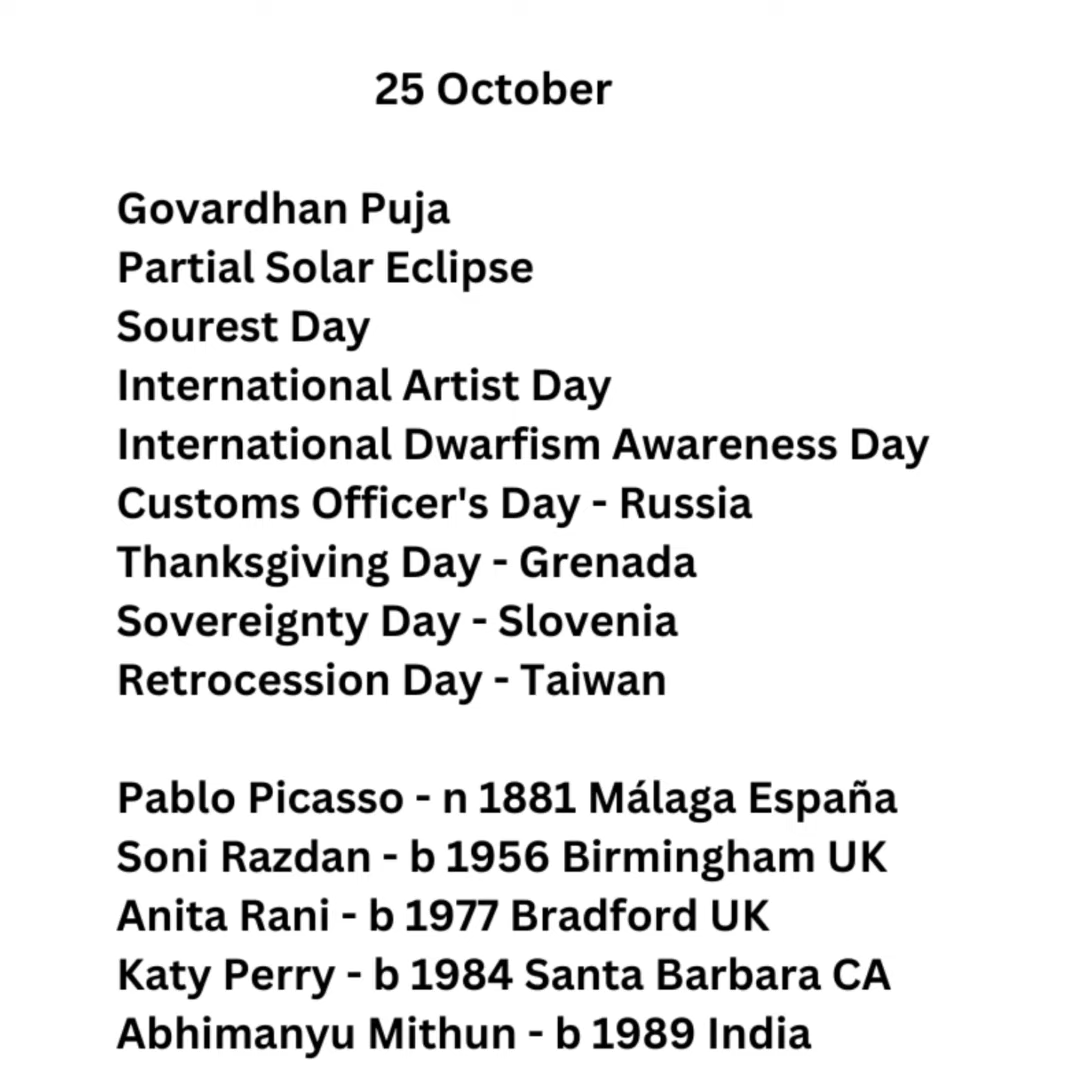 25 October
Govardhan Puja
Partial Solar Eclipse
Sourest Day
International Artist Day
International Dwarfism Awareness Day
Customs Officer's Day - Russia
Thanksgiving Day - Grenada
Sovereignty Day - Slovenia
Retrocession Day - Taiwan
Pablo Picasso - n 1881 Málaga España
Soni Razdan - b 1956 Birmingham UK
Anita Rani - b 1977 Bradford UK
Katy Perry - b 1984 Santa Barbara CA
Abhimanyu Mithun - b 1989 India